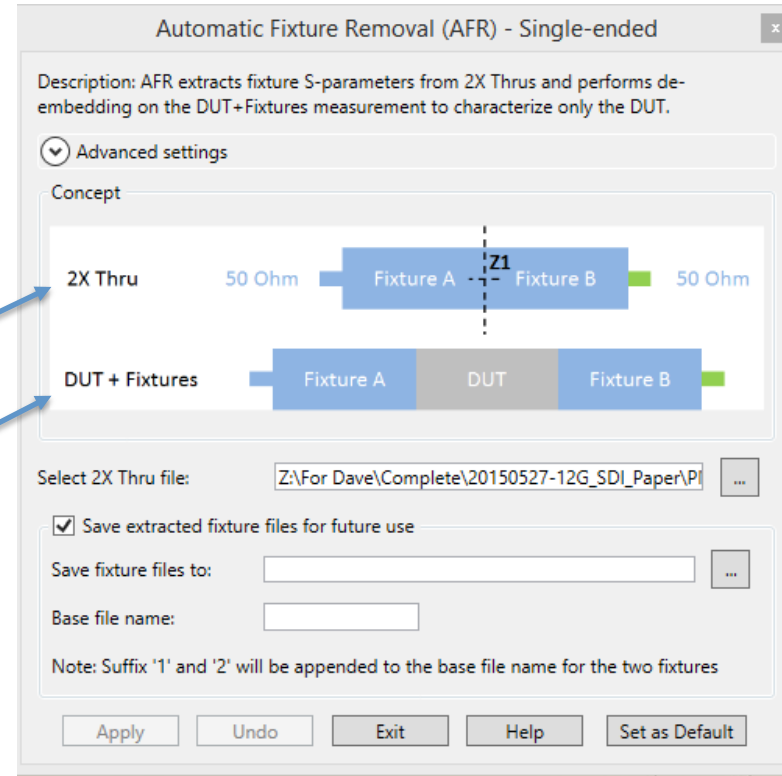 Automatic Fixture Removal (AFR) - Single-ended
x
Description: AFR extracts fixture S-parameters from 2X Thrus and performs de-
embedding on the DUT+Fixtures measurement to characterize only the DUT.
Advanced settings
Concept
2X Thru 50 Ohm Fixture A Z1 Fixture B 50 Ohm
DUT + Fixtures Fixture A DUT Fixture B
Select 2X Thru file: Z:\For Dave\Complete\20150527-12G_SDI_Paper\Pl ...
Save extracted fixture files for future use
Save fixture files to: ...
Base file name:
Note: Suffix '1' and '2' will be appended to the base file name for the two fixtures
Apply Undo Exit Help Set as Default